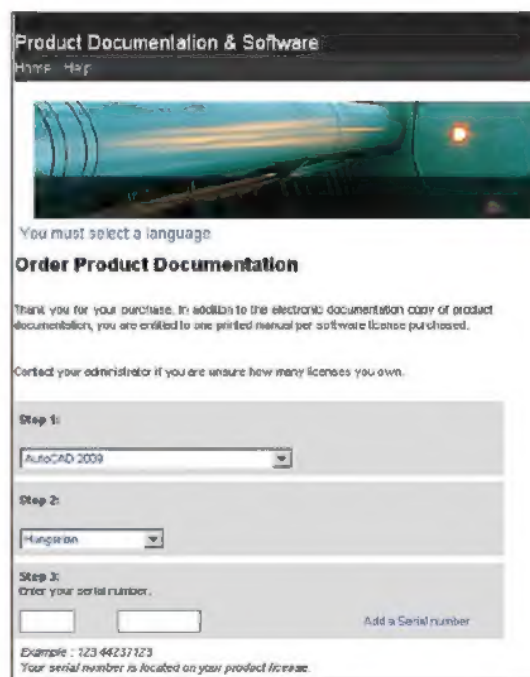 Product Documentation & Software
Home Help
You must select a language
Order Product Documentation
Thank you for your purchase. In addition to the electronic documentation copy of product
documentation, you are entitled to one printed manual per software license purchased.
Contact your administrator if you are unsure how many licenses you own.
Step 1:
AutoCAD 2009
Step 2:
Hungarian
Step 3:
Enter your serial number.
Add a Serial number
Example : 123 44237123
Your serial number is located on your product license.